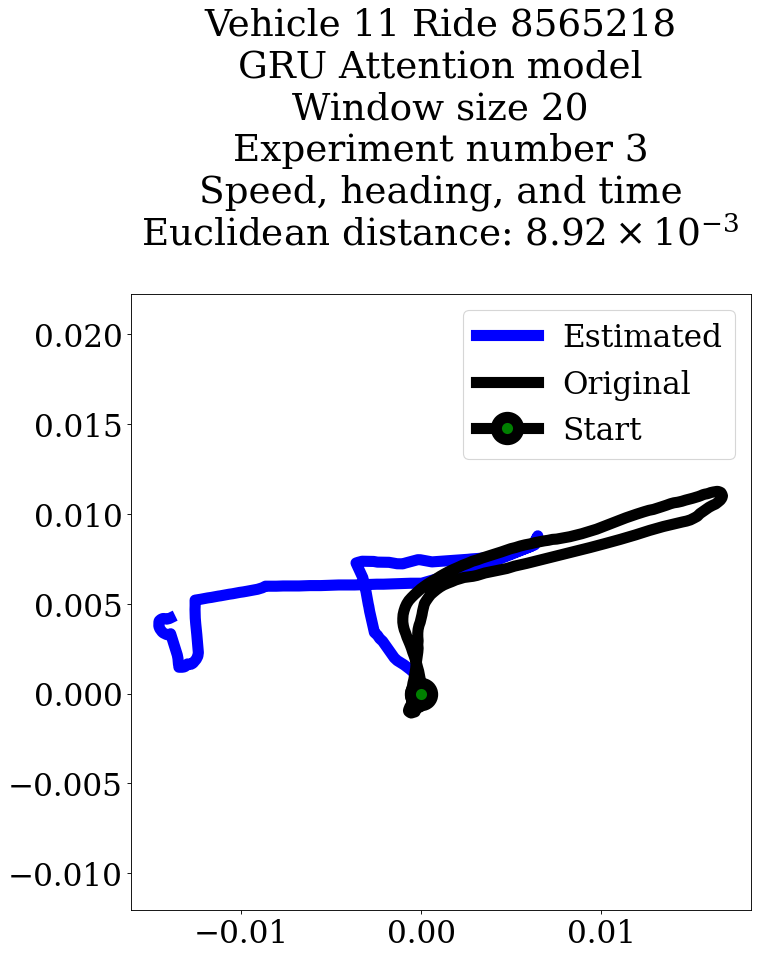 Vehicle 11 Ride 8565218
GRU Attention model
Window size 20
Experiment number 3
Speed, heading, and time
Euclidean distance: 8.92 × 10⁻³
Estimated
Original
Start
0.020
0.015
0.010
0.005
0.000
−0.005
−0.010
−0.01 0.00 0.01